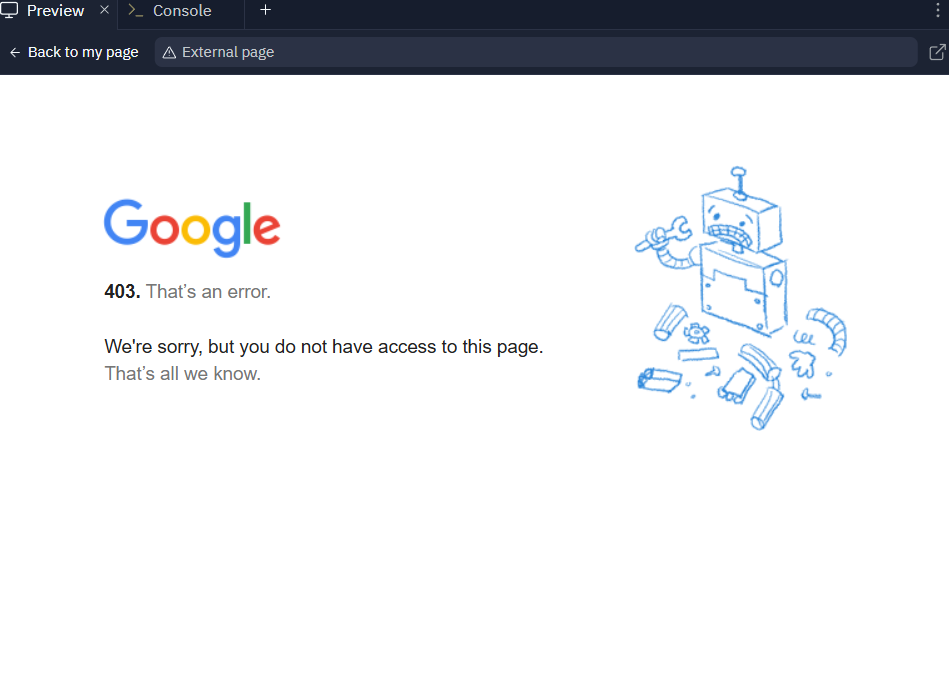 Preview
Console
Back to my page
External page
Google
403. That’s an error.
We're sorry, but you do not have access to this page.
That’s all we know.